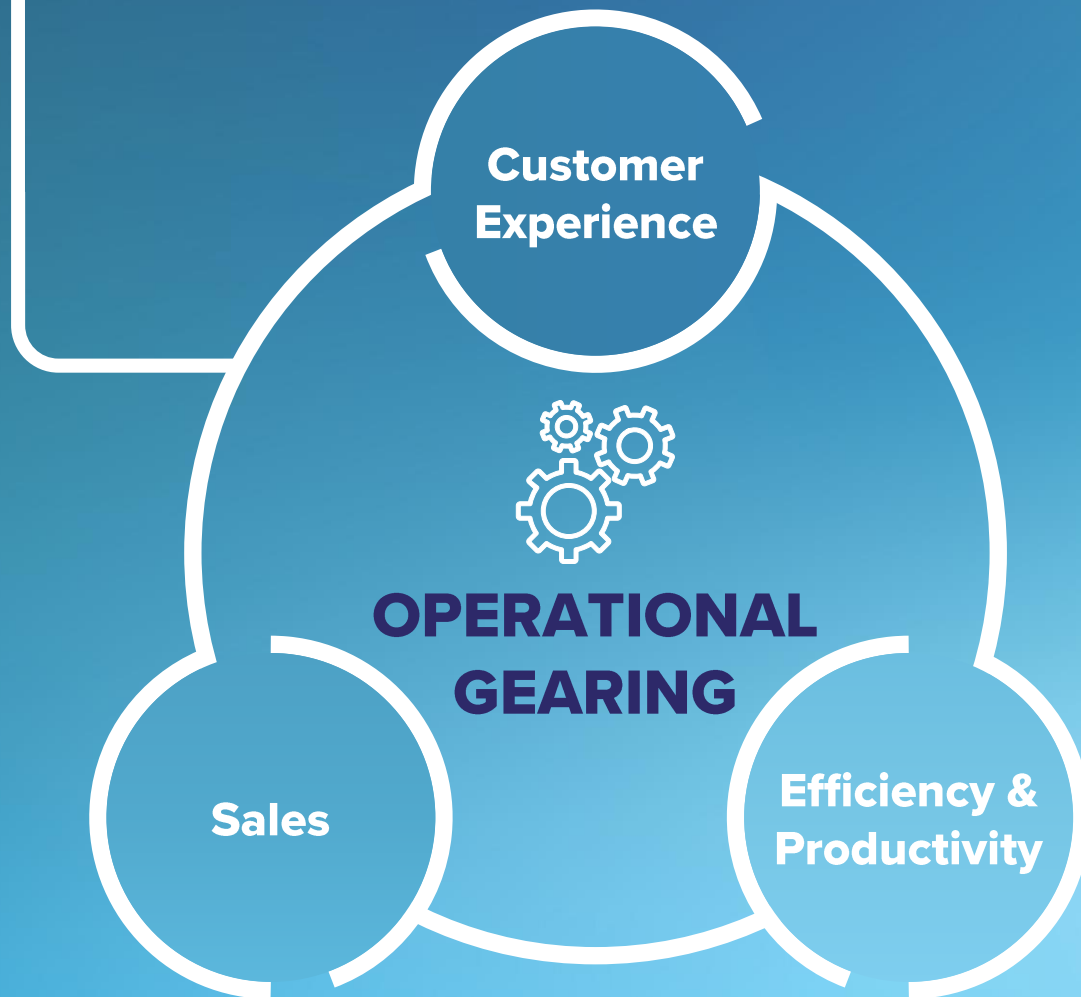 Customer
Experience
OPERATIONAL
GEARING
Sales
Efficiency &
Productivity